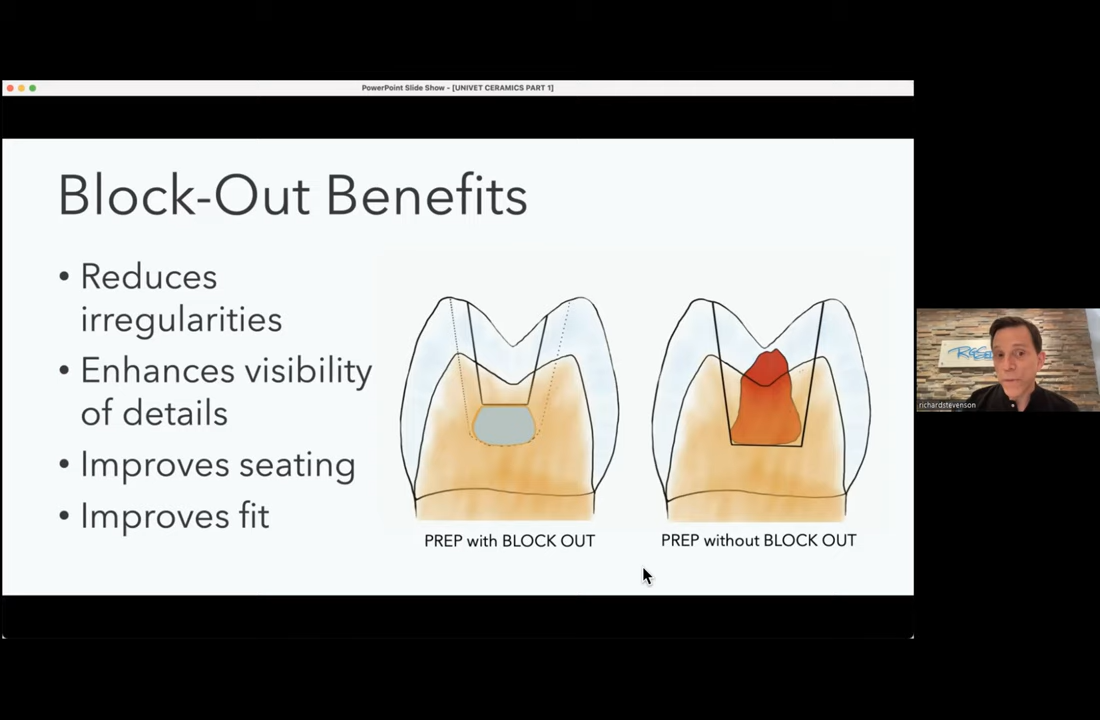 PowerPoint Slide Show - [UNIVET CERAMICS PART 1]
Block-Out Benefits
• Reduces
irregularities
• Enhances visibility
of details
• Improves seating
• Improves fit
PREP with BLOCK OUT
PREP without BLOCK OUT
richardstevenson